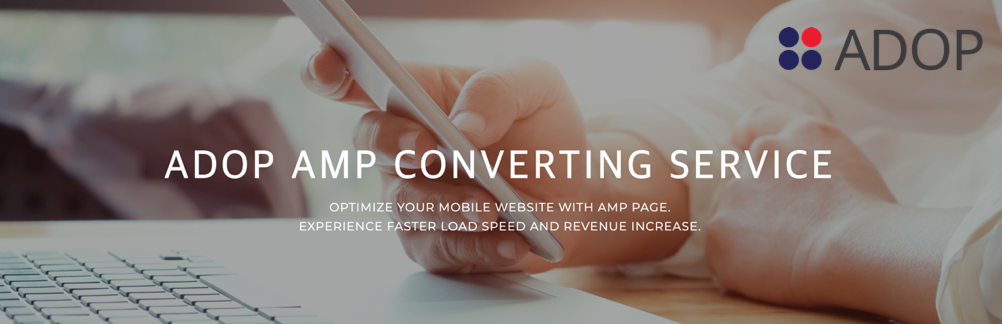 ADOP
ADOP AMP CONVERTING SERVICE
OPTIMIZE YOUR MOBILE WEBSITE WITH AMP PAGE.
EXPERIENCE FASTER LOAD SPEED AND REVENUE INCREASE.